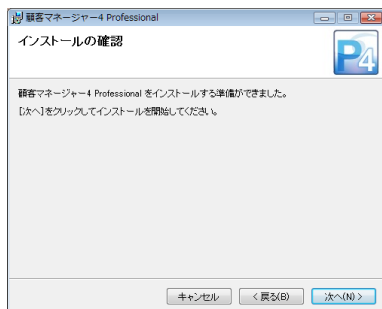 顧客マネージャー4 Professional
インストールの確認
P4
顧客マネージャー4 Professional をインストールする準備ができました。
[次へ]をクリックしてインストールを開始してください。
キャンセル
< 戻る(B)
次へ(N) >